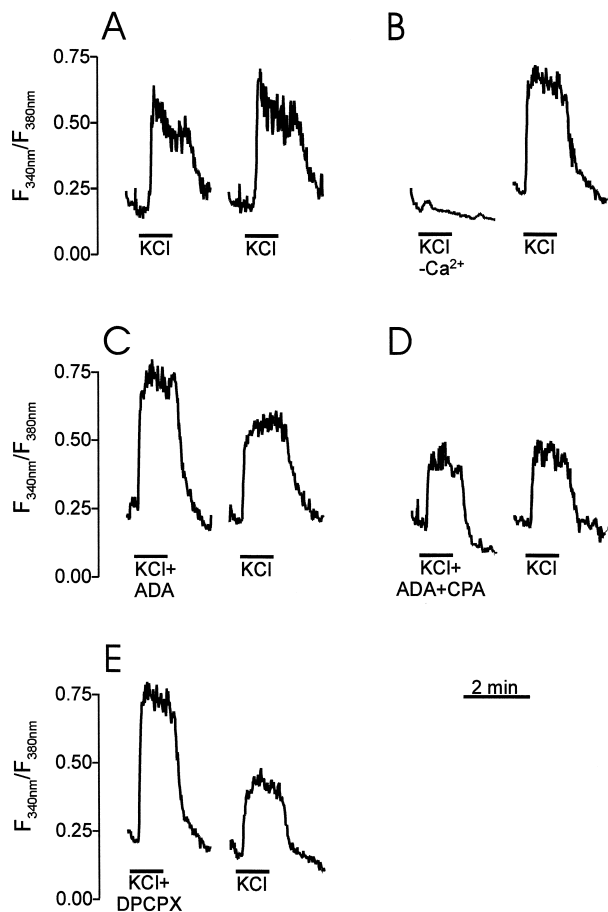 A
B
F340nm/F380nm
0.75
0.50
0.25
0.00
KCl
KCl
KCl
-Ca²⁺
KCl
C
D
F340nm/F380nm
0.75
0.50
0.25
0.00
KCl+
ADA
KCl
KCl+
ADA+CPA
KCl
E
F340nm/F380nm
0.75
0.50
0.25
0.00
KCl+
DPCPX
KCl
2 min